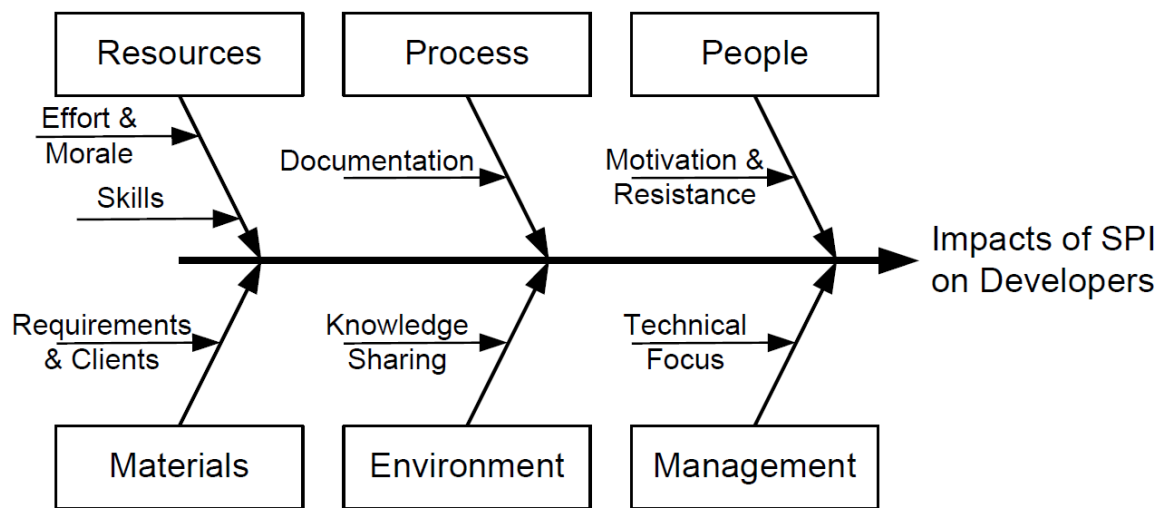 Resources
Process
People
Effort &
Morale
Documentation
Motivation &
Resistance
Skills
Impacts of SPI
on Developers
Requirements
& Clients
Knowledge
Sharing
Technical
Focus
Materials
Environment
Management